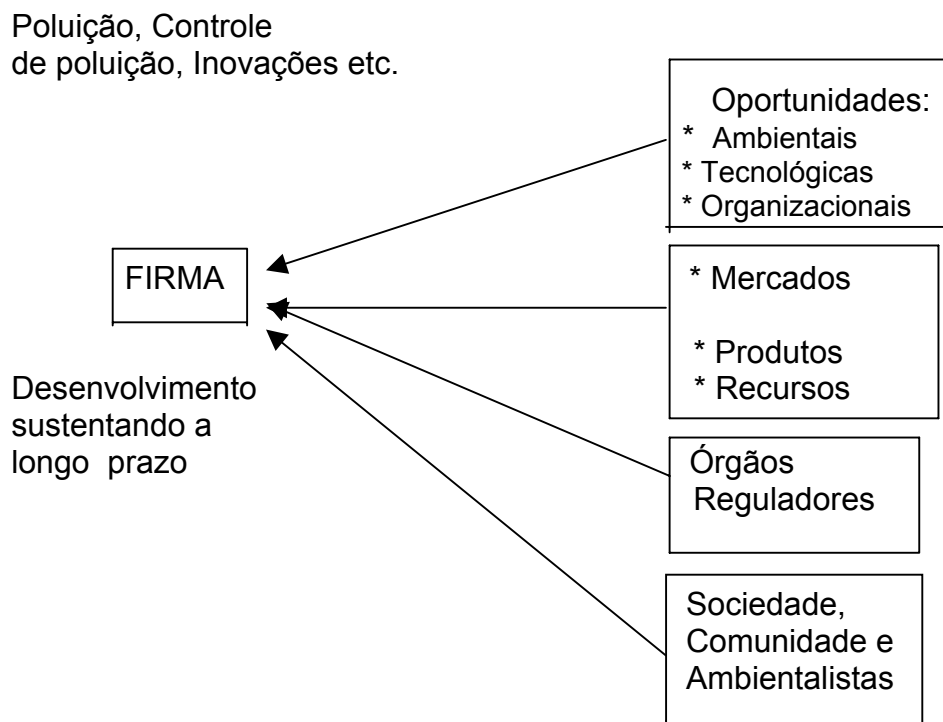 Poluição, Controle
de poluição, Inovações etc.
Oportunidades:
* Ambientais
* Tecnológicas
* Organizacionais
FIRMA
* Mercados
* Produtos
* Recursos
Desenvolvimento
sustentando a
longo prazo
Órgãos
Reguladores
Sociedade,
Comunidade e
Ambientalistas